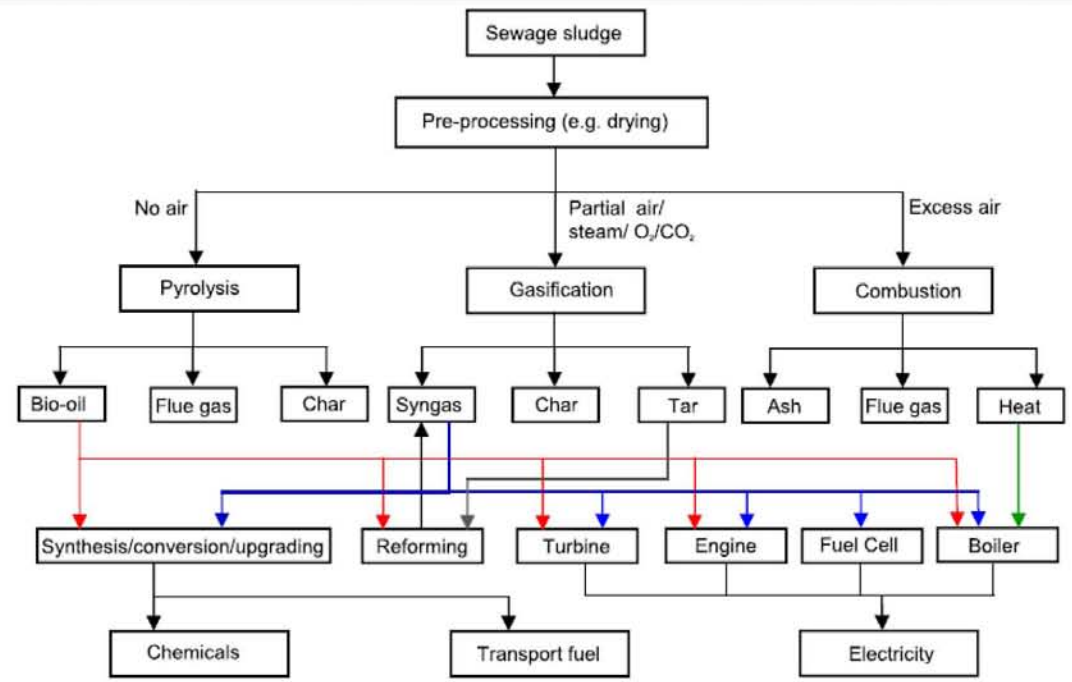 Sewage sludge
Pre-processing (e.g. drying)
No air
Partial air/
steam/ O₂/CO₂
Excess air
Pyrolysis
Gasification
Combustion
Bio-oil
Flue gas
Char
Syngas
Char
Tar
Ash
Flue gas
Heat
Synthesis/conversion/upgrading
Reforming
Turbine
Engine
Fuel Cell
Boiler
Chemicals
Transport fuel
Electricity